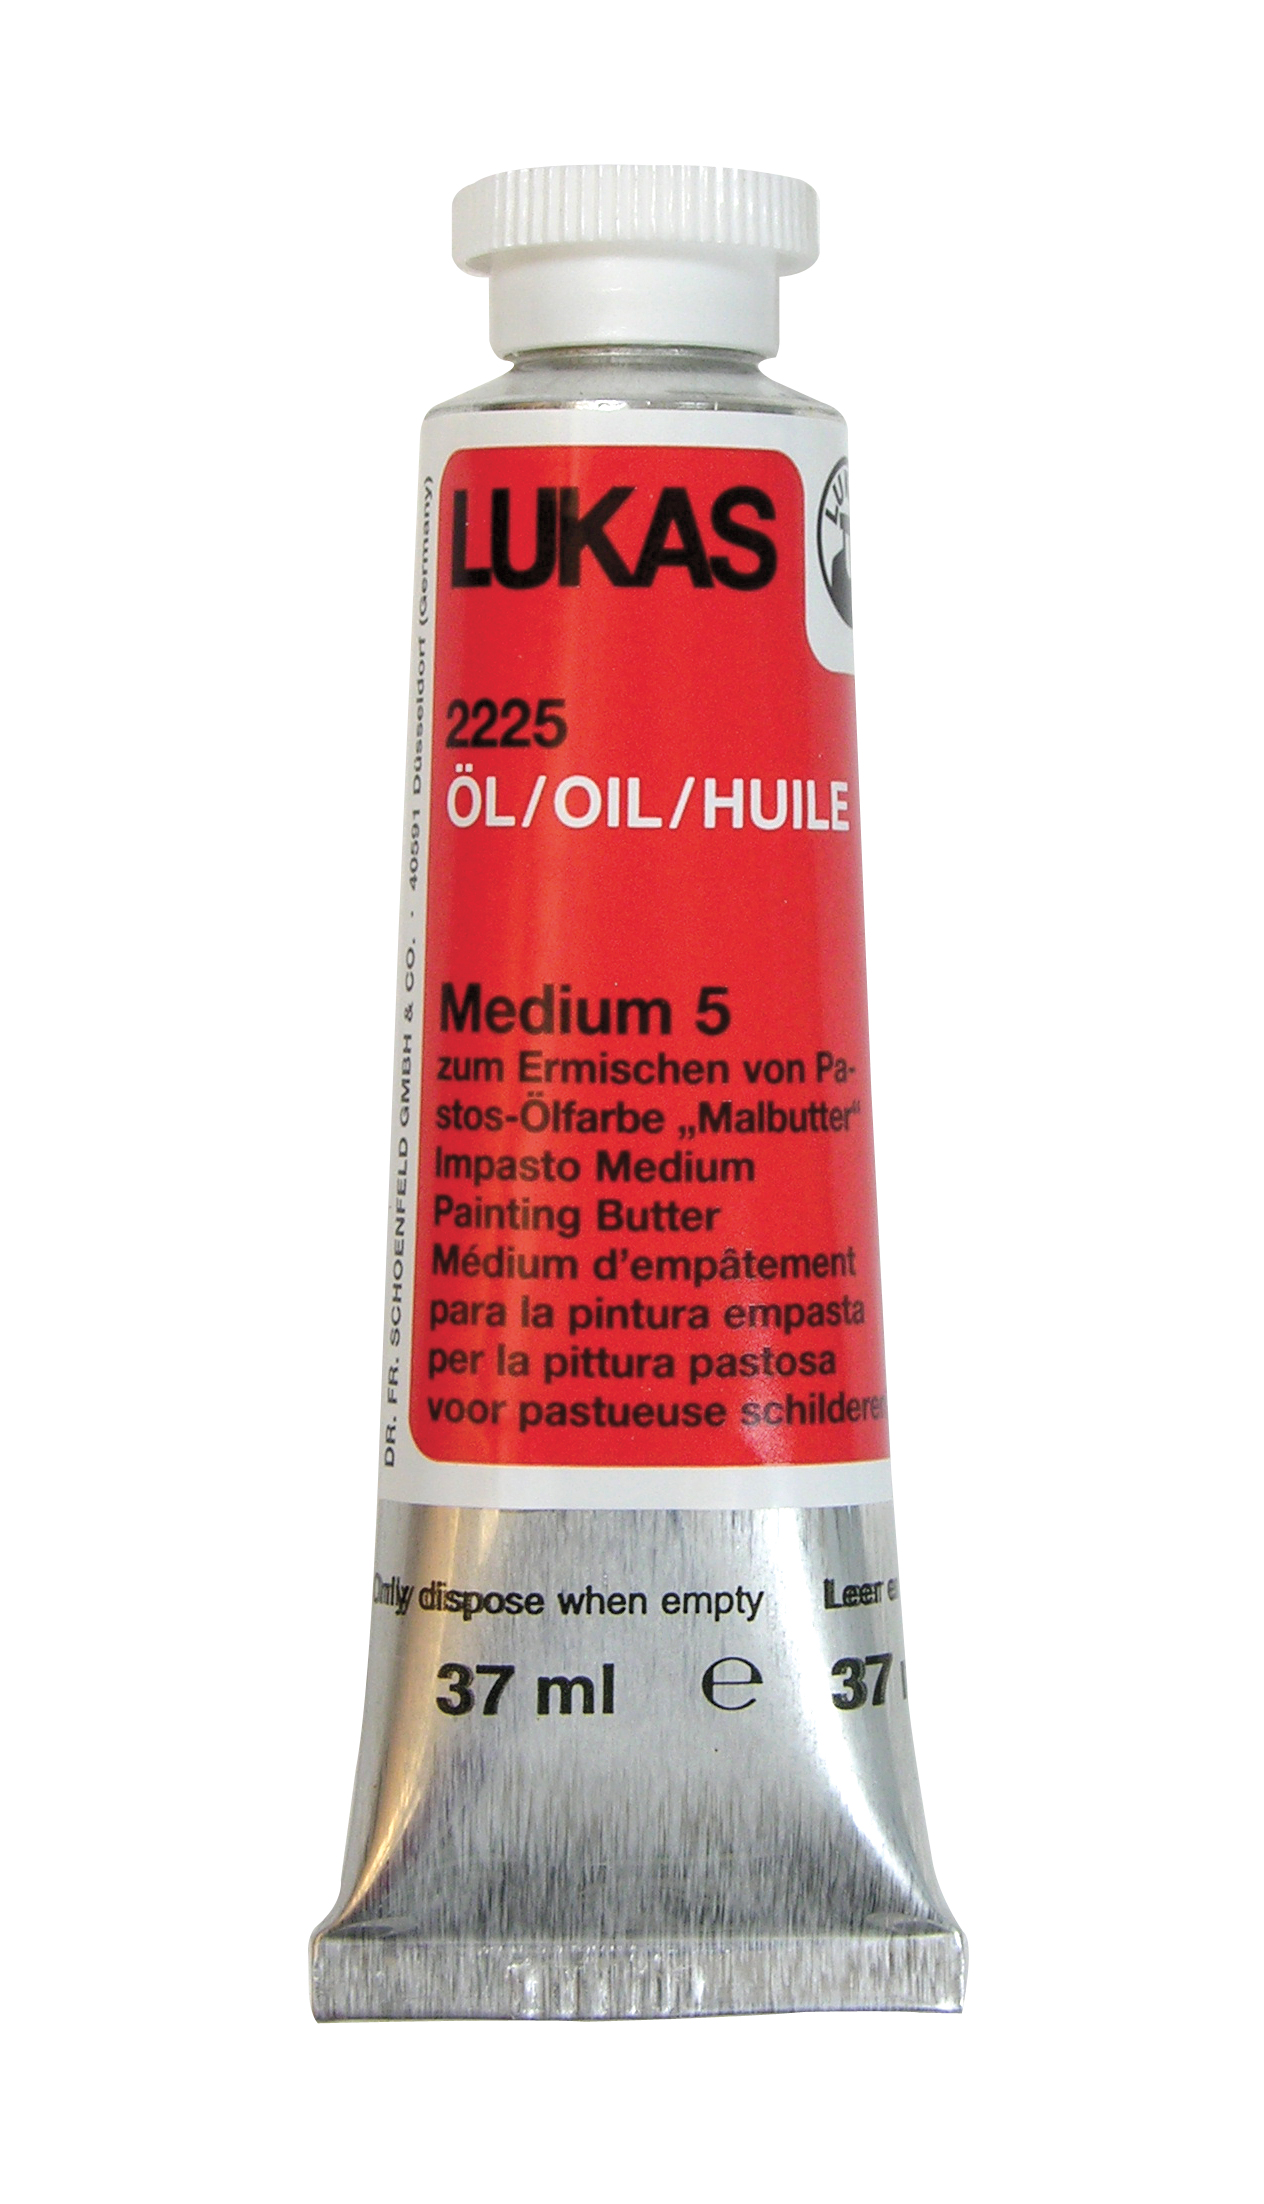 LUKAS
2225
ÖL/OIL/HUILE
Medium 5
zum Ermischen von Pa-
stos-Ölfarbe „Malbutter“
Impasto Medium
Painting Butter
Médium d’empâtement
para la pintura empasta
per la pittura pastosa
voor pastueuse
DR. FR. SCHOENFELD GMBH & CO. · 40591 Düsseldorf (Germany)
Only dispose when empty
Leer
37 ml ℮
37